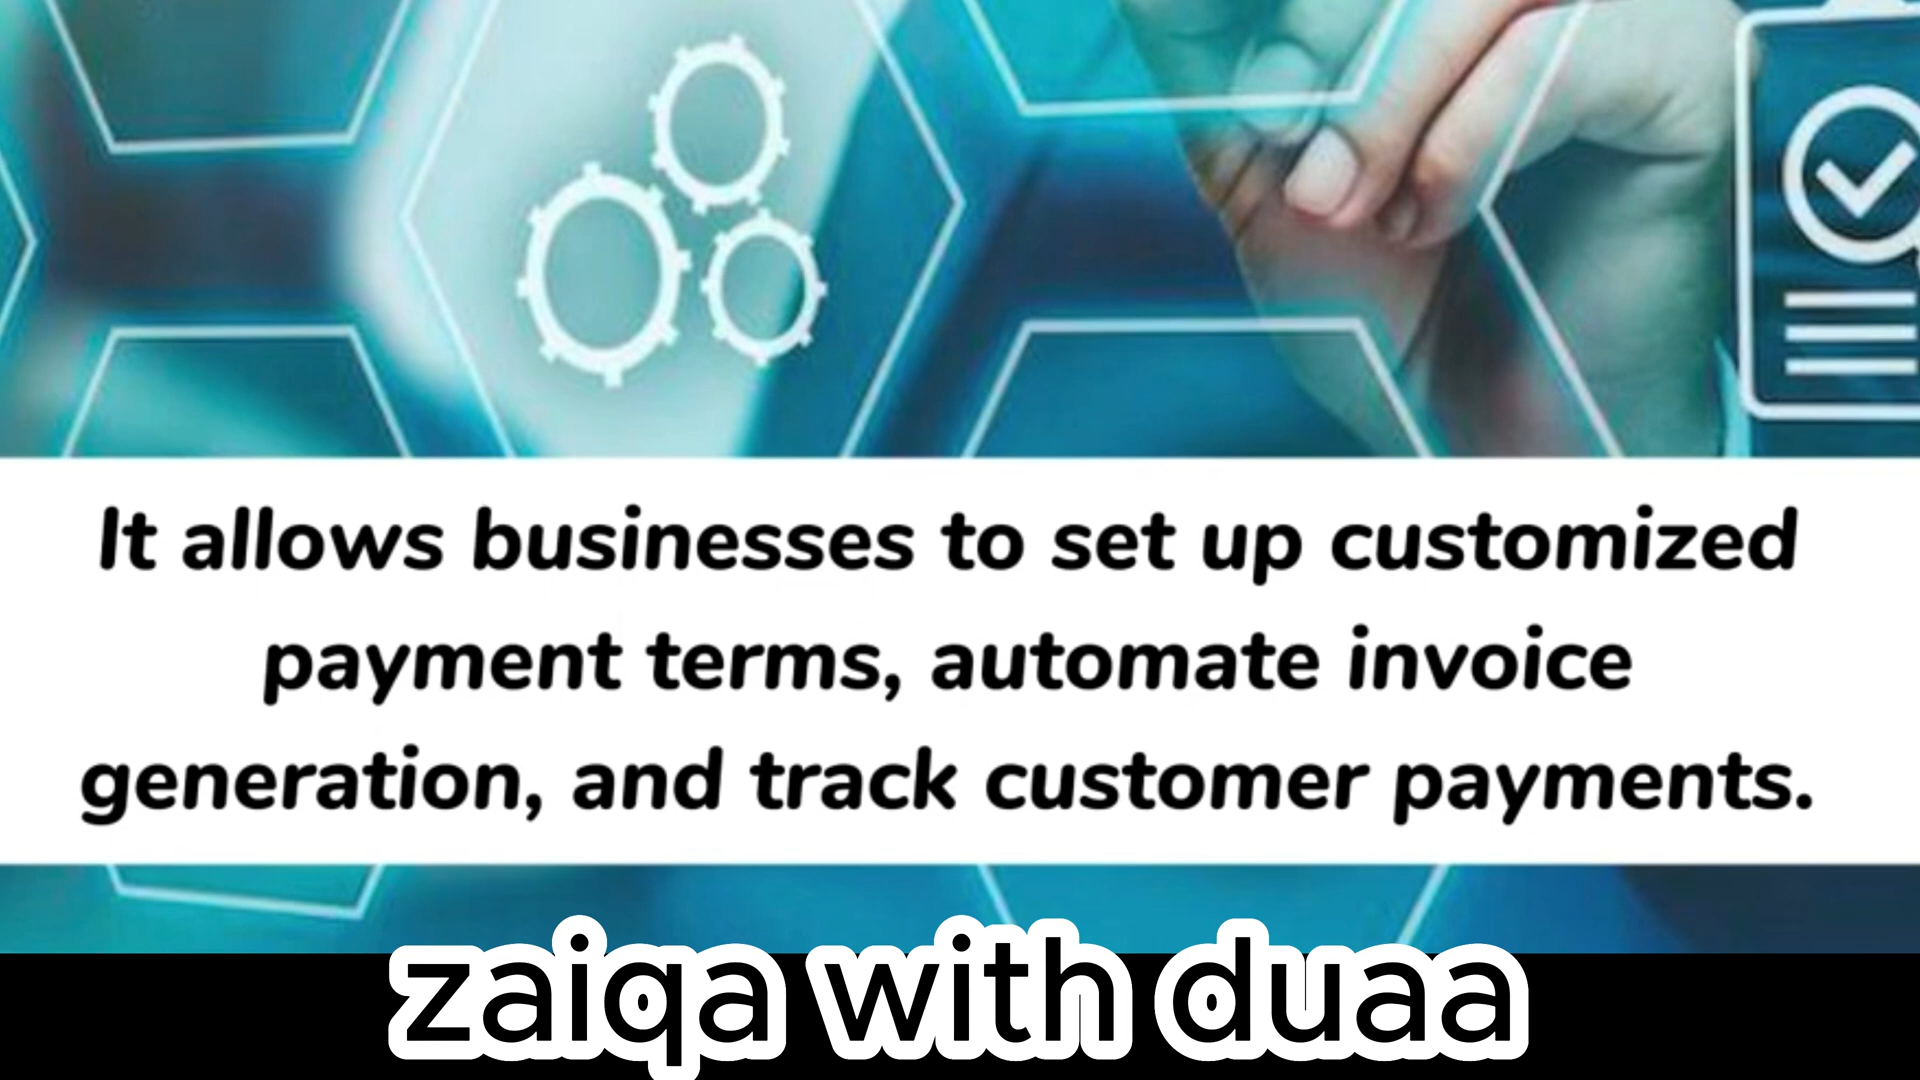 It allows businesses to set up customized
payment terms, automate invoice
generation, and track customer payments.
zaiqa with duaa